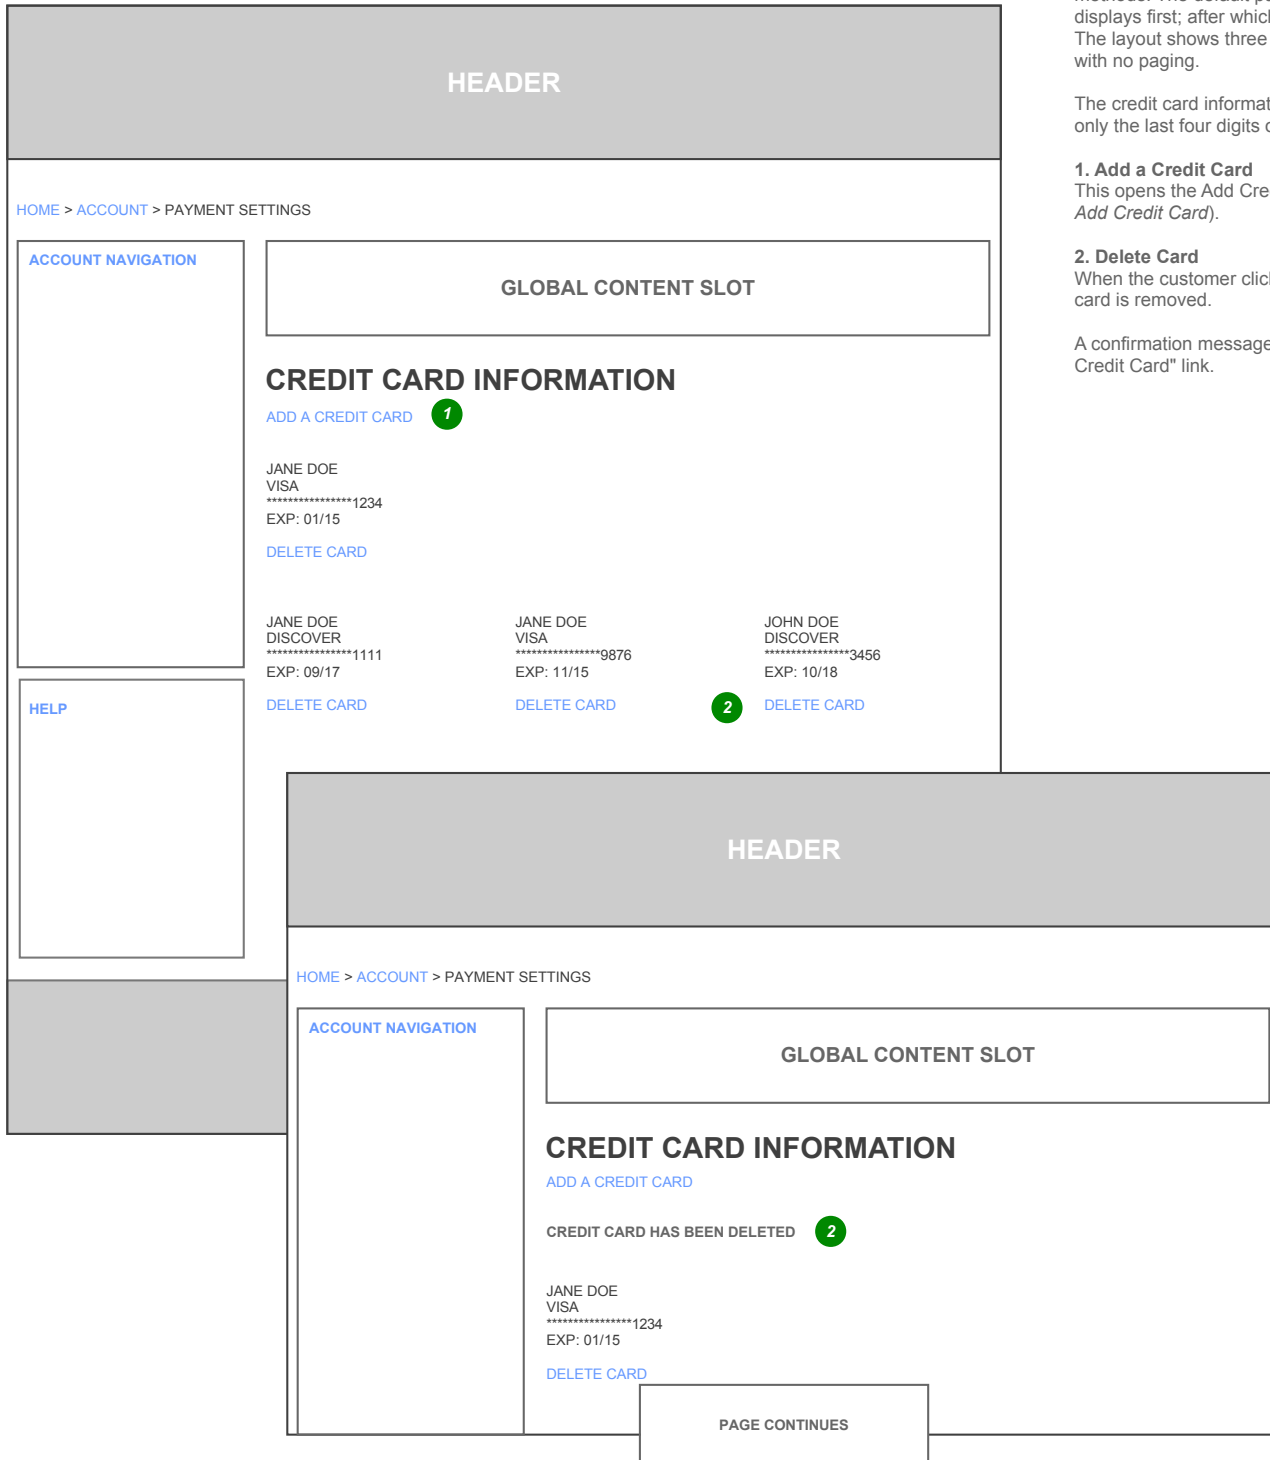 HEADER
HOME > ACCOUNT > PAYMENT SETTINGS
ACCOUNT NAVIGATION
GLOBAL CONTENT SLOT
CREDIT CARD INFORMATION
ADD A CREDIT CARD 1
JANE DOE
VISA
****************1234
EXP: 01/15
DELETE CARD
JANE DOE
DISCOVER
****************1111
EXP: 09/17
DELETE CARD
JANE DOE
VISA
****************9876
EXP: 11/15
DELETE CARD
2
JOHN DOE
DISCOVER
****************3456
EXP: 10/18
DELETE CARD
HELP
HEADER
HOME > ACCOUNT > PAYMENT SETTINGS
ACCOUNT NAVIGATION
GLOBAL CONTENT SLOT
CREDIT CARD INFORMATION
ADD A CREDIT CARD
CREDIT CARD HAS BEEN DELETED 2
JANE DOE
VISA
****************1234
EXP: 01/15
DELETE CARD
PAGE CONTINUES
displays first; after which
The layout shows three
with no paging.
The credit card informat
only the last four digits
1. Add a Credit Card
This opens the Add Cre
Add Credit Card).
2. Delete Card
When the customer clic
card is removed.
A confirmation message
Credit Card" link.